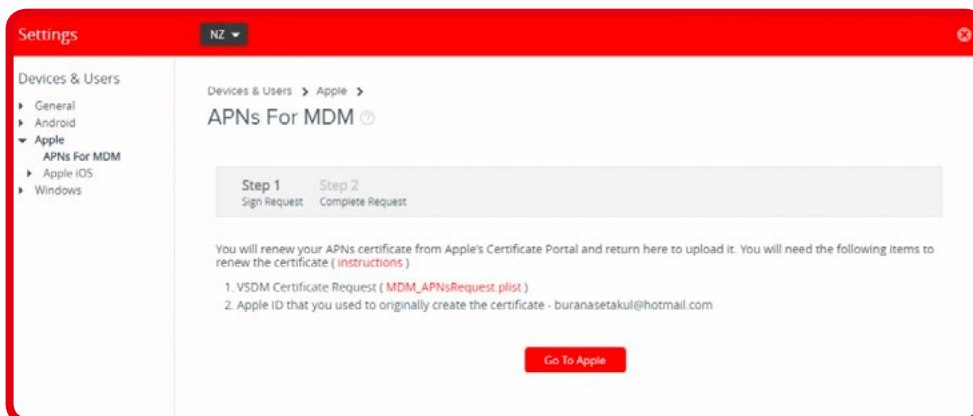 Settings
NZ
Devices & Users
General
Android
Apple
APNs For MDM
Apple iOS
Windows
Devices & Users > Apple >
APNs For MDM
Step 1
Sign Request
Step 2
Complete Request
You will renew your APNs certificate from Apple's Certificate Portal and return here to upload it. You will need the following items to
renew the certificate ( instructions )
1. VSDM Certificate Request ( MDM_APNsRequest.plist )
2. Apple ID that you used to originally create the certificate - buranasetakul@hotmail.com
Go To Apple